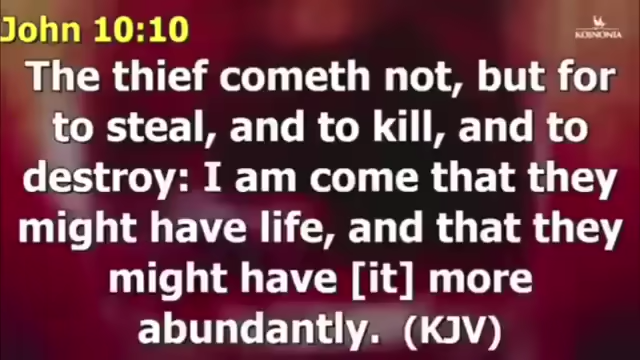 John 10:10
KOINONIA
The thief cometh not, but for
to steal, and to kill, and to
destroy: I am come that they
might have life, and that they
might have [it] more
abundantly. (KJV)